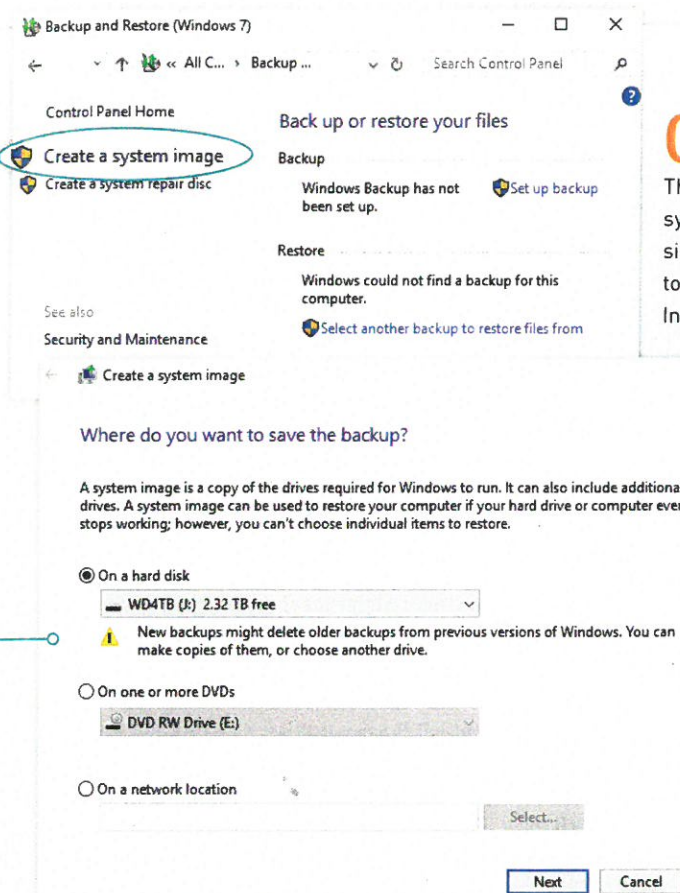 Backup and Restore (Windows 7)
« All C... › Backup ...
Search Control Panel
Control Panel Home
Create a system image
Create a system repair disc
See also
Security and Maintenance
Back up or restore your files
Backup
Windows Backup has not
been set up.
Set up backup
Restore
Windows could not find a backup for this
computer.
Select another backup to restore files from
Create a system image
Where do you want to save the backup?
A system image is a copy of the drives required for Windows to run. It can also include additiona
drives. A system image can be used to restore your computer if your hard drive or computer ever
stops working; however, you can't choose individual items to restore.
On a hard disk
WD4TB (J:) 2.32 TB free
New backups might delete older backups from previous versions of Windows. You can
make copies of them, or choose another drive.
On one or more DVDs
DVD RW Drive (E:)
On a network location
Select...
Next
Cancel
Th
sy
si
to
In